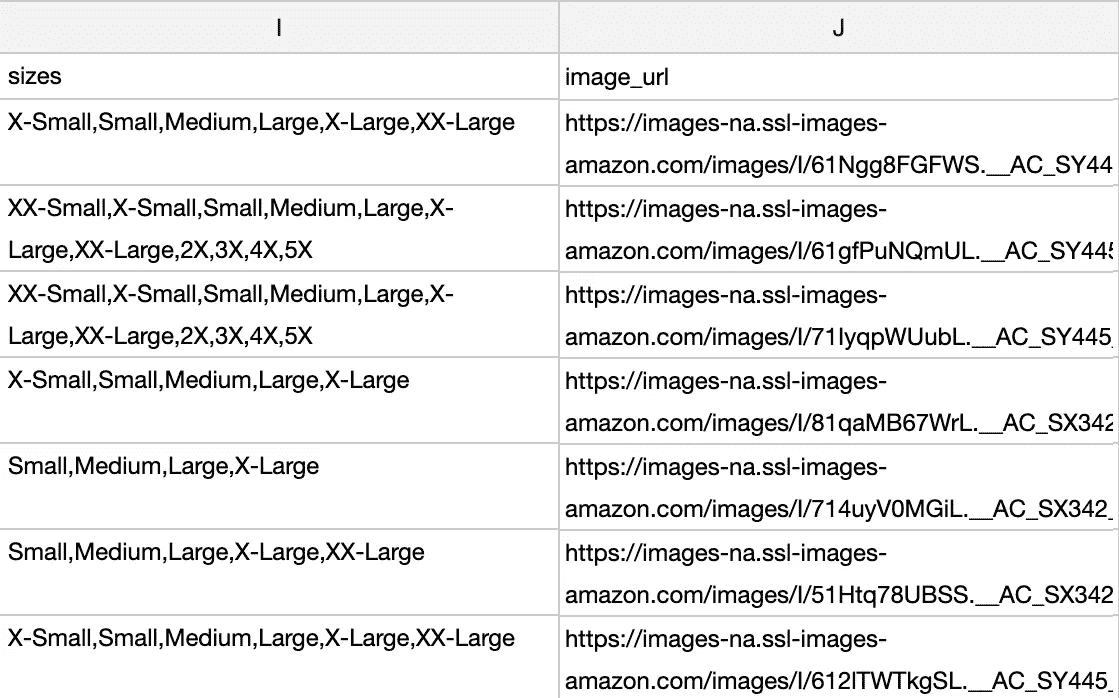 I
J
sizes
image_url
X-Small,Small,Medium,Large,X-Large,XX-Large
https://images-na.ssl-images-
amazon.com/images/I/61Ngg8FGFWS.__AC_SY44
XX-Small,X-Small,Small,Medium,Large,X-
Large,XX-Large,2X,3X,4X,5X
https://images-na.ssl-images-
amazon.com/images/I/61gfPuNQmUL.__AC_SY445
XX-Small,X-Small,Small,Medium,Large,X-
Large,XX-Large,2X,3X,4X,5X
https://images-na.ssl-images-
amazon.com/images/I/71IyqpWUubL.__AC_SY445_
X-Small,Small,Medium,Large,X-Large
https://images-na.ssl-images-
amazon.com/images/I/81qaMB67WrL.__AC_SX342
Small,Medium,Large,X-Large
https://images-na.ssl-images-
amazon.com/images/I/714uyV0MGiL.__AC_SX342_
Small,Medium,Large,X-Large,XX-Large
https://images-na.ssl-images-
amazon.com/images/I/51Htq78UBSS.__AC_SX342
X-Small,Small,Medium,Large,X-Large,XX-Large
https://images-na.ssl-images-
amazon.com/images/I/612lTWTkgSL.__AC_SY445_